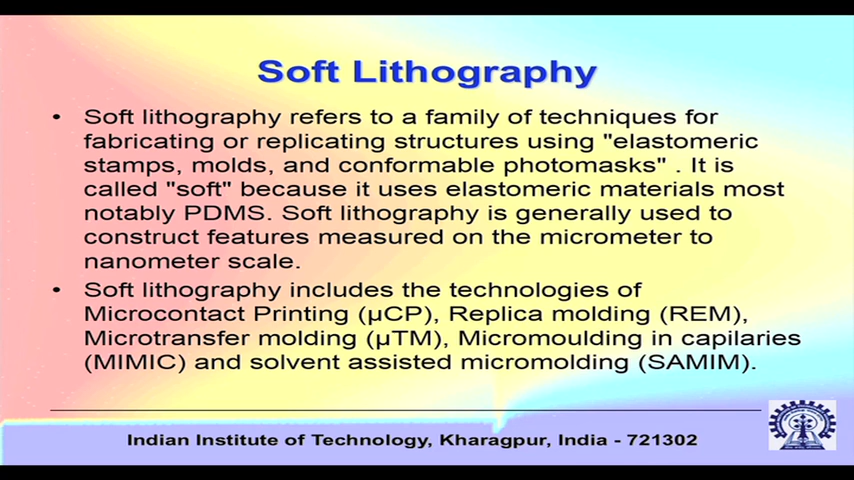 Soft Lithography
• Soft lithography refers to a family of techniques for
fabricating or replicating structures using "elastomeric
stamps, molds, and conformable photomasks" . It is
called "soft" because it uses elastomeric materials most
notably PDMS. Soft lithography is generally used to
construct features measured on the micrometer to
nanometer scale.
• Soft lithography includes the technologies of
Microcontact Printing (µCP), Replica molding (REM),
Microtransfer molding (µTM), Micromoulding in capilaries
(MIMIC) and solvent assisted micromolding (SAMIM).
Indian Institute of Technology, Kharagpur, India - 721302